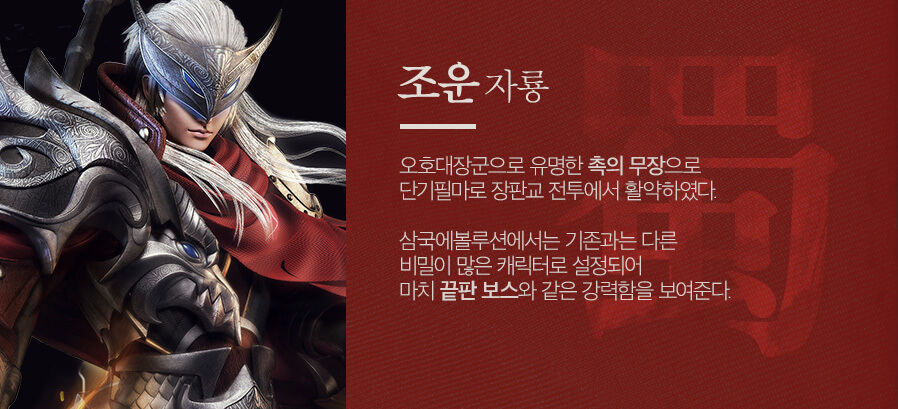 조운 자룡
오호대장군으로 유명한 촉의 무장으로
단기필마로 장판교 전투에서 활약하였다.
삼국에볼루션에서는 기존과는 다른
비밀이 많은 캐릭터로 설정되어
마치 끝판 보스와 같은 강력함을 보여준다.
蜀